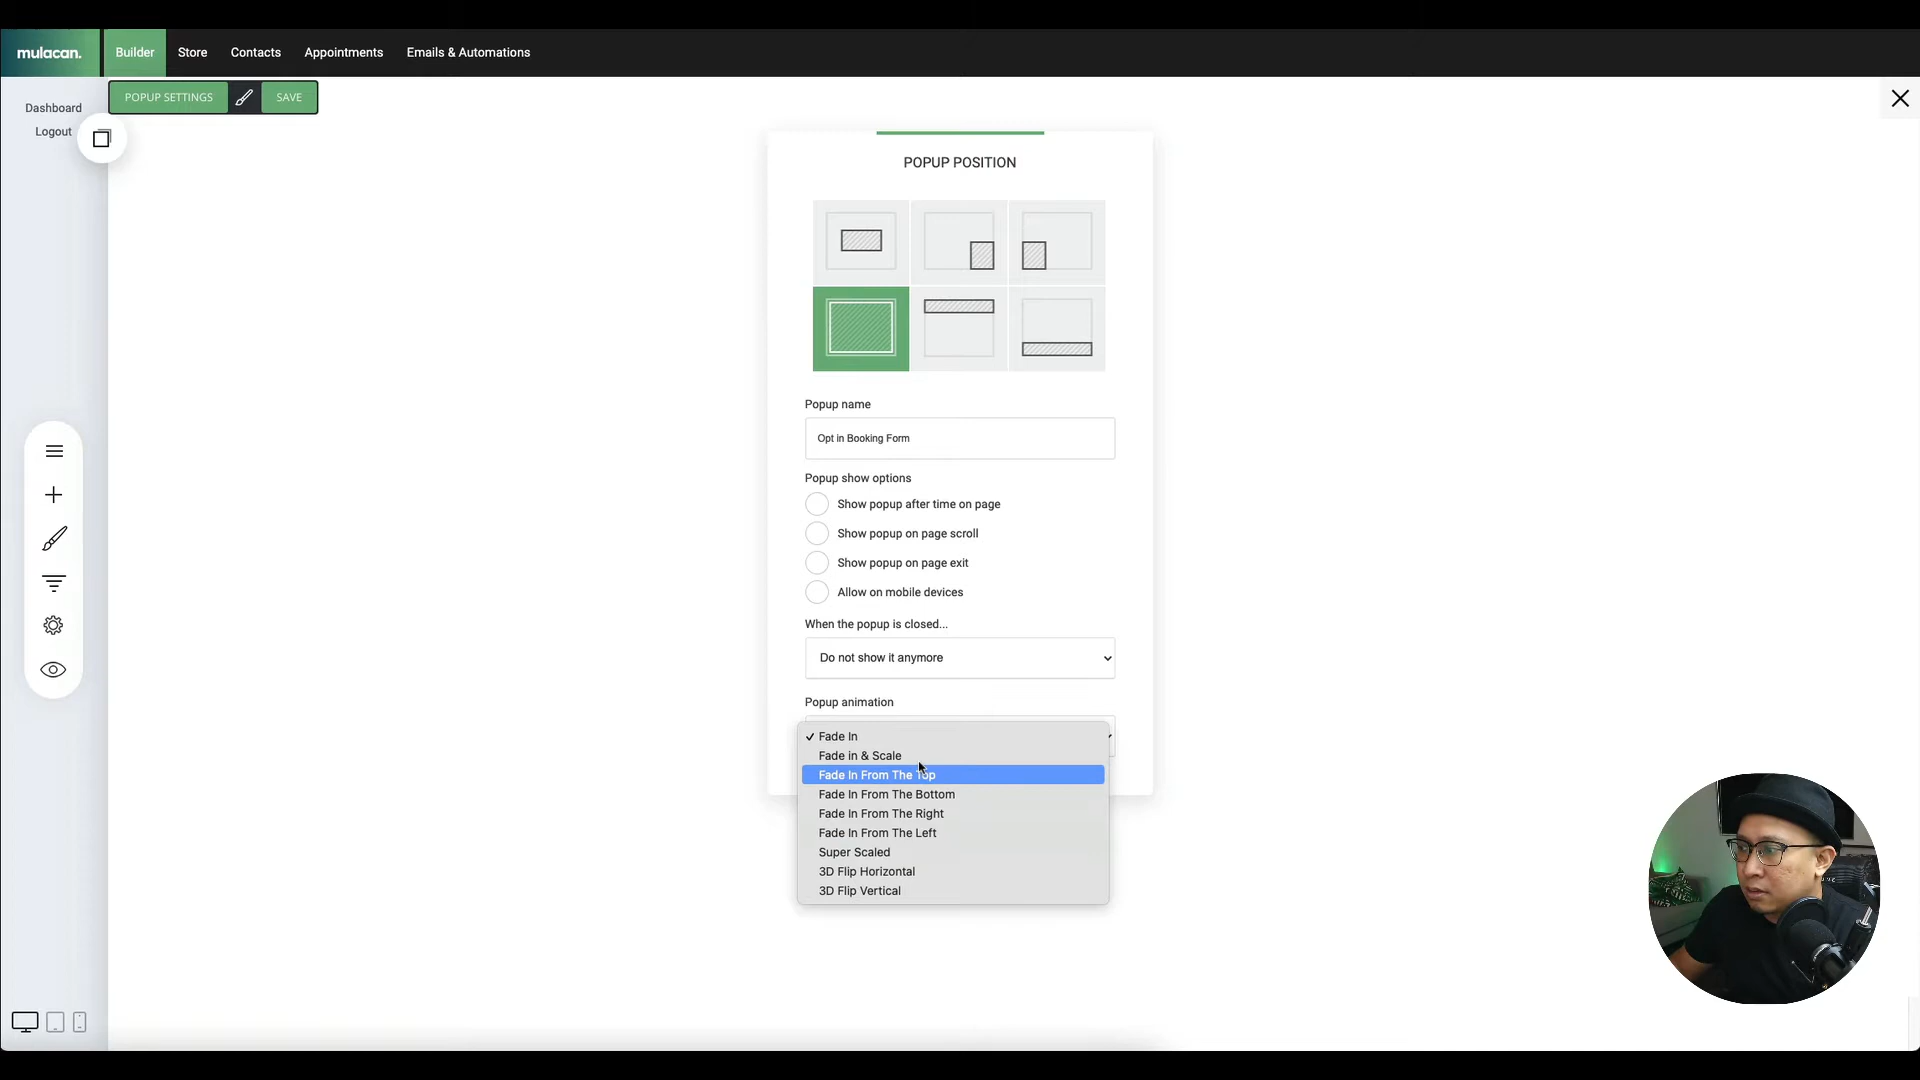 mulacan.
Builder
Store
Contacts
Appointments
Emails & Automations
Dashboard
Logout
POPUP SETTINGS
SAVE
POPUP POSITION
Popup name
Opt in Booking Form
Popup show options
Show popup after time on page
Show popup on page scroll
Show popup on page exit
Allow on mobile devices
When the popup is closed...
Do not show it anymore
Popup animation
✓ Fade In
Fade in & Scale
Fade In From The Top
Fade In From The Bottom
Fade In From The Right
Fade In From The Left
Super Scaled
3D Flip Horizontal
3D Flip Vertical